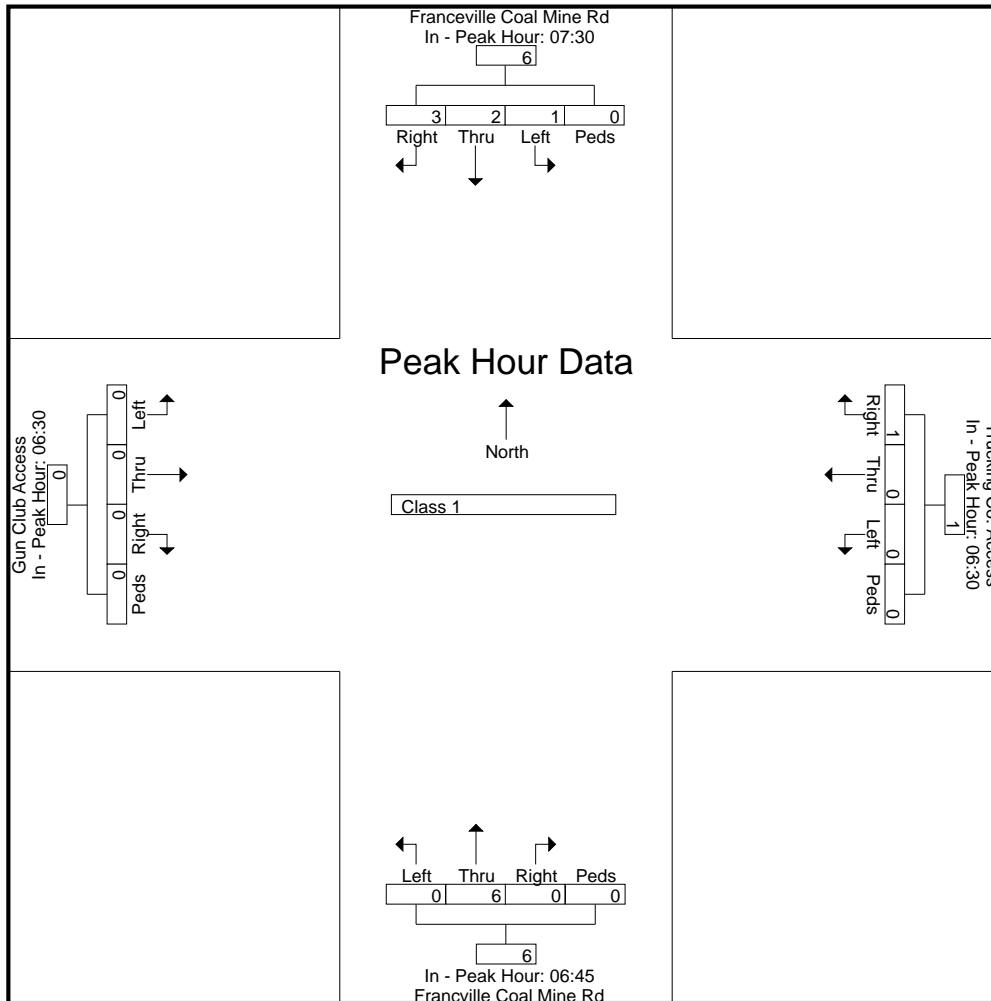 Franceville Coal Mine Rd
In - Peak Hour: 07:30
6
3 2 1 0
Right Thru Left Peds
Peak Hour Data
North
Class 1
Gun Club Access
In - Peak Hour: 06:30
0
0 0 0 0
Left Thru Right Peds
Trucking Co. Access
In - Peak Hour: 06:30
1
1 0 0 0
Right Thru Left Peds
Left Thru Right Peds
0 6 0 0
6
In - Peak Hour: 06:45
Francville Coal Mine Rd